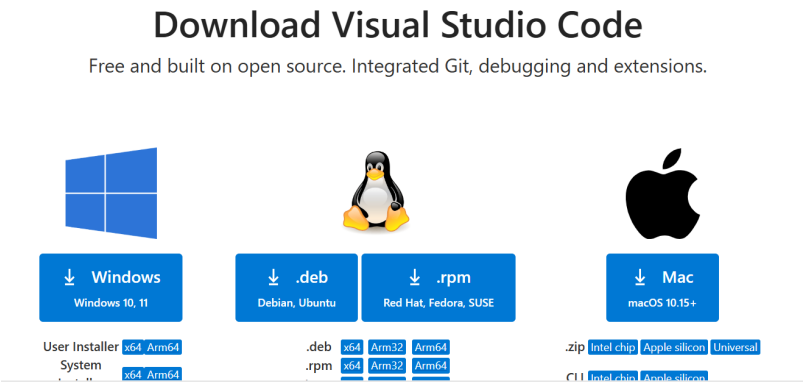 Download Visual Studio Code
Free and built on open source. Integrated Git, debugging and extensions.
Windows
Windows 10, 11
.deb
Debian, Ubuntu
.rpm
Red Hat, Fedora, SUSE
Mac
macOS 10.15+
User Installer x64 Arm64
System
x64 Arm64
.deb x64 Arm32 Arm64
.rpm x64 Arm32 Arm64
.zip Intel chip Apple silicon Universal
CLI Intel chip Apple silicon